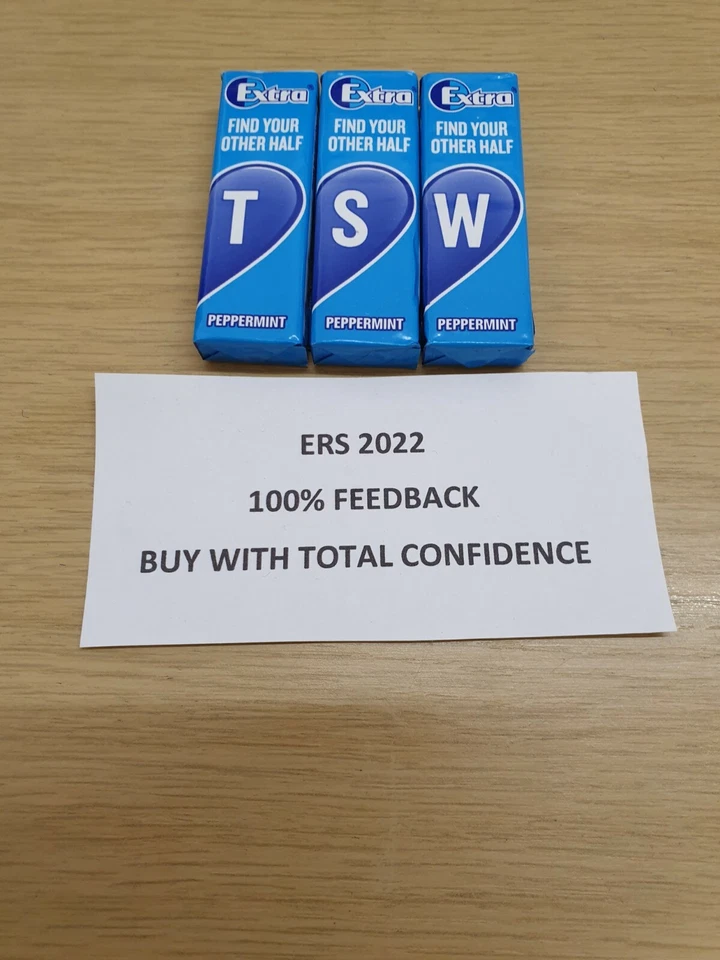 Extra
FIND YOUR
OTHER HALF
T
PEPPERMINT
Extra
FIND YOUR
OTHER HALF
S
PEPPERMINT
Extra
FIND YOUR
OTHER HALF
W
PEPPERMINT
ERS 2022
100% FEEDBACK
BUY WITH TOTAL CONFIDENCE